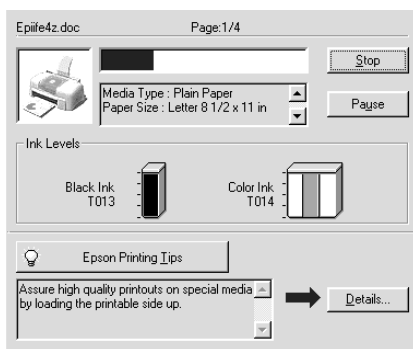 Epiife4z.doc Page:1/4
Stop
Media Type : Plain Paper
Paper Size : Letter 8 1/2 x 11 in
Pause
Ink Levels
Black Ink
T013
Color Ink
T014
Epson Printing Tips
Assure high quality printouts on special media
by loading the printable side up.
Details...